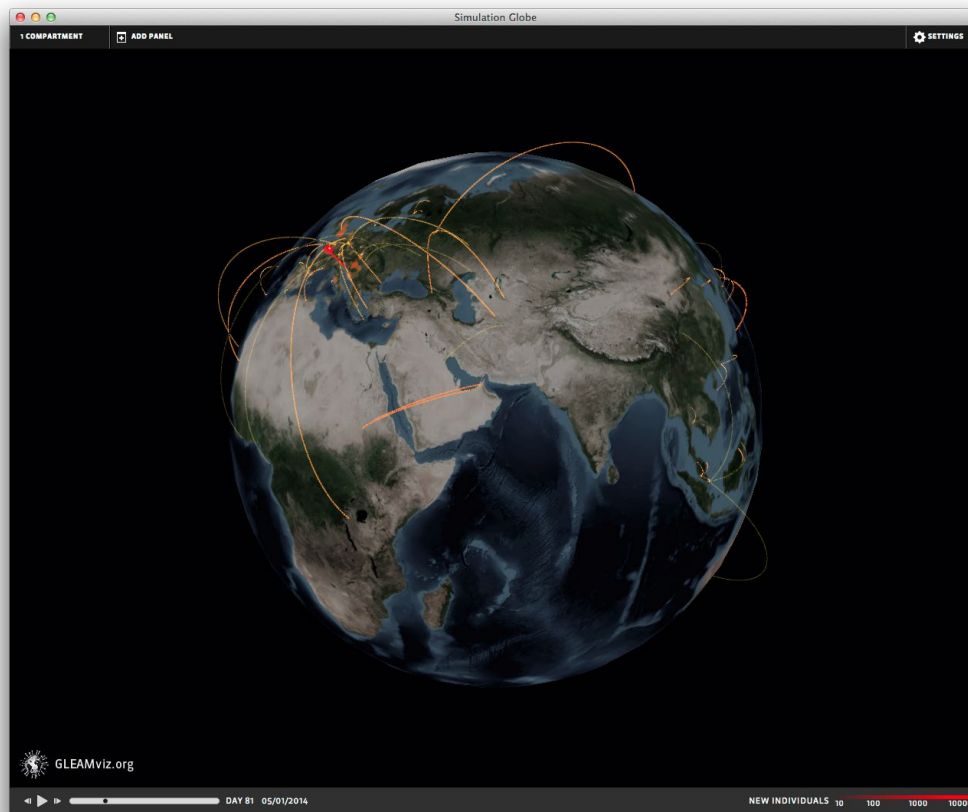 Simulation Globe
1 COMPARTMENT
ADD PANEL
SETTINGS
GLEAMviz.org
DAY 81 05/01/2014
NEW INDIVIDUALS 10 100 1000 1000